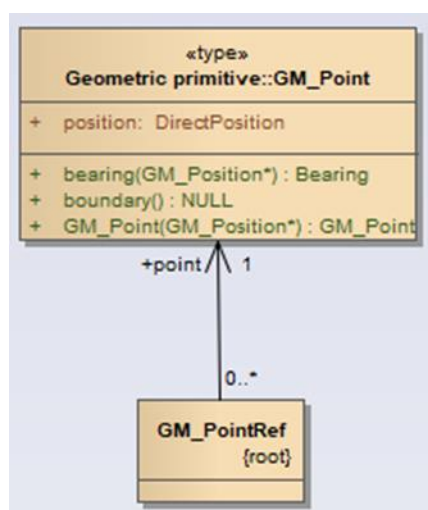 «type»
Geometric primitive::GM_Point
+ position: DirectPosition
+ bearing(GM_Position*) : Bearing
+ boundary() : NULL
+ GM_Point(GM_Position*) : GM_Point
+point 1
0..*
GM_PointRef
{root}